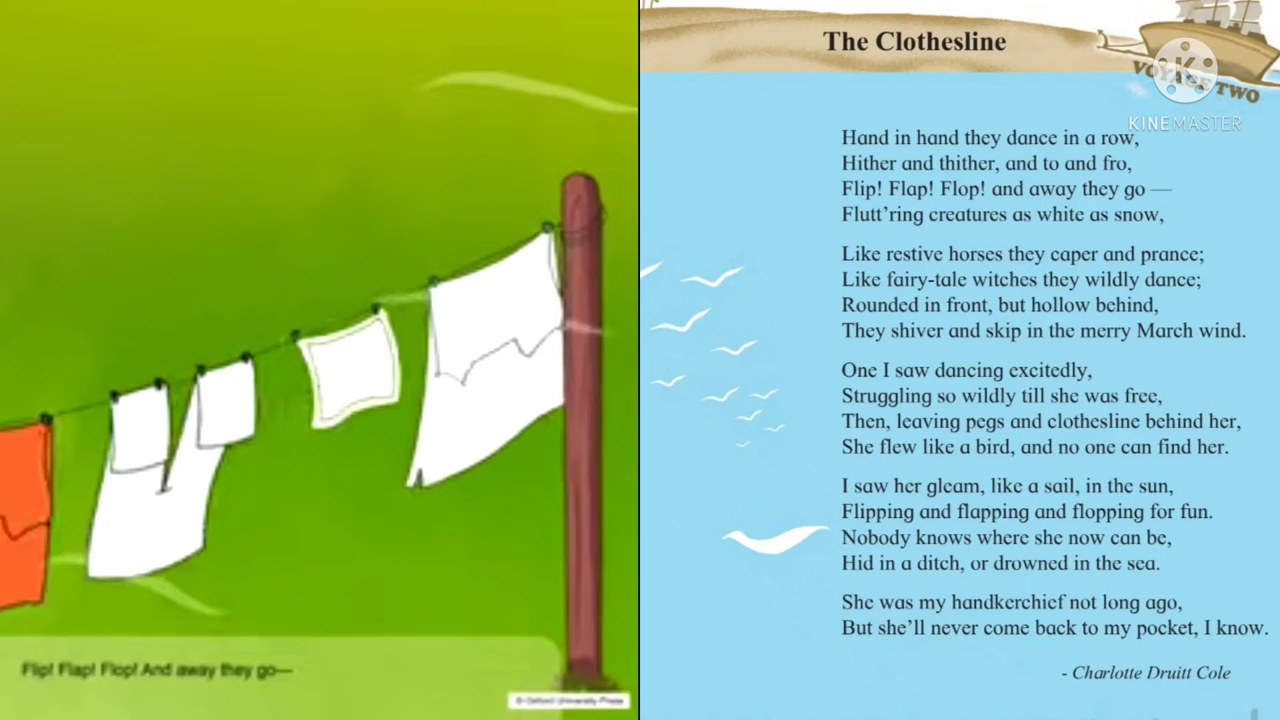 Flip! Flap! Flop! And away they go—
© Oxford University Press
The Clothesline
VOYAGE TWO
KINEMASTER
Hand in hand they dance in a row,
Hither and thither, and to and fro,
Flip! Flap! Flop! and away they go —
Flutt'ring creatures as white as snow,
Like restive horses they caper and prance;
Like fairy-tale witches they wildly dance;
Rounded in front, but hollow behind,
They shiver and skip in the merry March wind.
One I saw dancing excitedly,
Struggling so wildly till she was free,
Then, leaving pegs and clothesline behind her,
She flew like a bird, and no one can find her.
I saw her gleam, like a sail, in the sun,
Flipping and flapping and flopping for fun.
Nobody knows where she now can be,
Hid in a ditch, or drowned in the sea.
She was my handkerchief not long ago,
But she'll never come back to my pocket, I know.
- Charlotte Druitt Cole